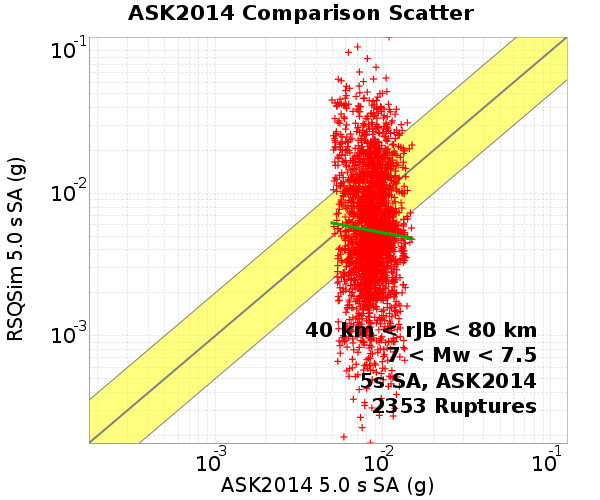 ASK2014 Comparison Scatter
RSQSim 5.0 s SA (g)
10-1
10-2
10-3
40 km < rJB < 80 km
7 < Mw < 7.5
5s SA, ASK2014
2353 Ruptures
10-3 10-2 10-1
ASK2014 5.0 s SA (g)